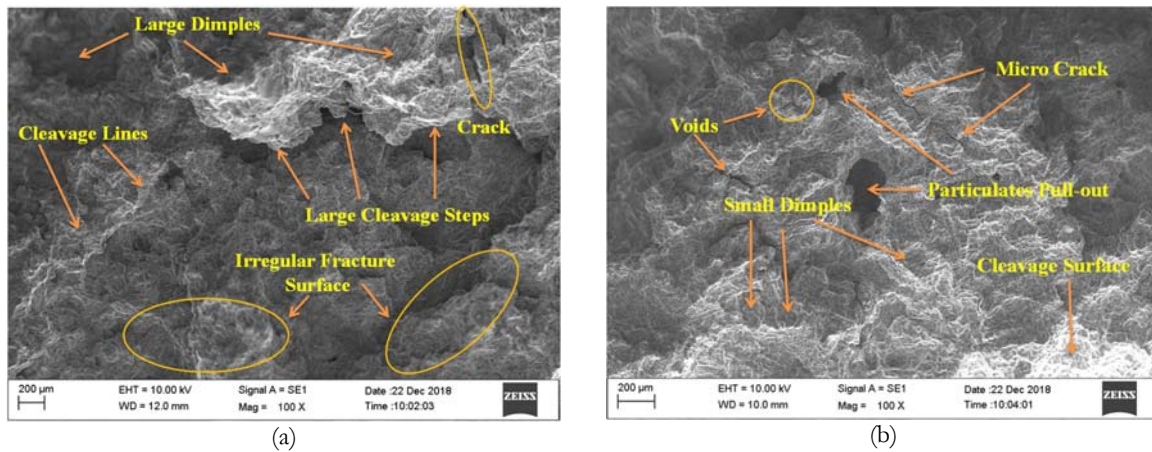 Large Dimples
Cleavage Lines
Crack
Large Cleavage Steps
Irregular Fracture
Surface
200 µm
EHT = 10.00 kV
Signal A = SE1
Date :22 Dec 2018
WD = 12.0 mm
Mag = 100 X
Time :10:02:03
ZEISS
(a)
Micro Crack
Voids
Particulates Pull-out
Small Dimples
Cleavage Surface
200 µm
EHT = 10.00 kV
Signal A = SE1
Date :22 Dec 2018
WD = 10.0 mm
Mag = 100 X
Time :10:04:01
ZEISS
(b)